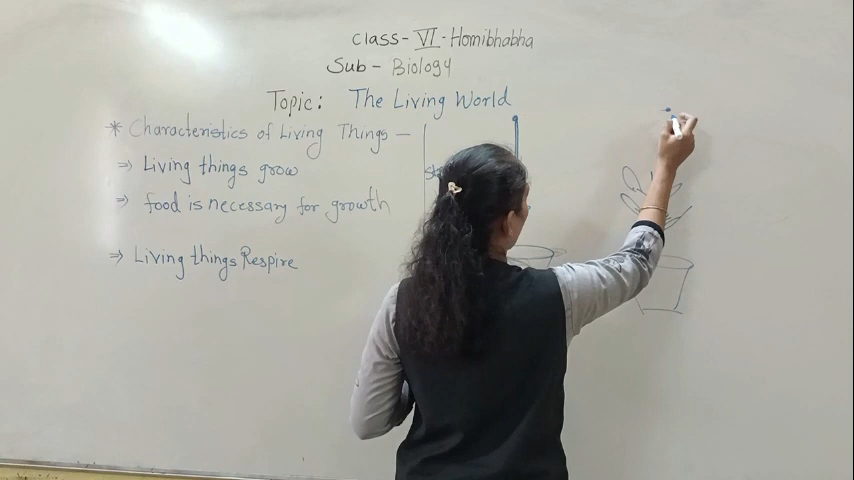 Class - VI - Homibhabha
Sub - Biology
Topic: The Living World
* Characteristics of Living Things -
⇒ Living things grow
⇒ food is necessary for growth
⇒ Living things Respire